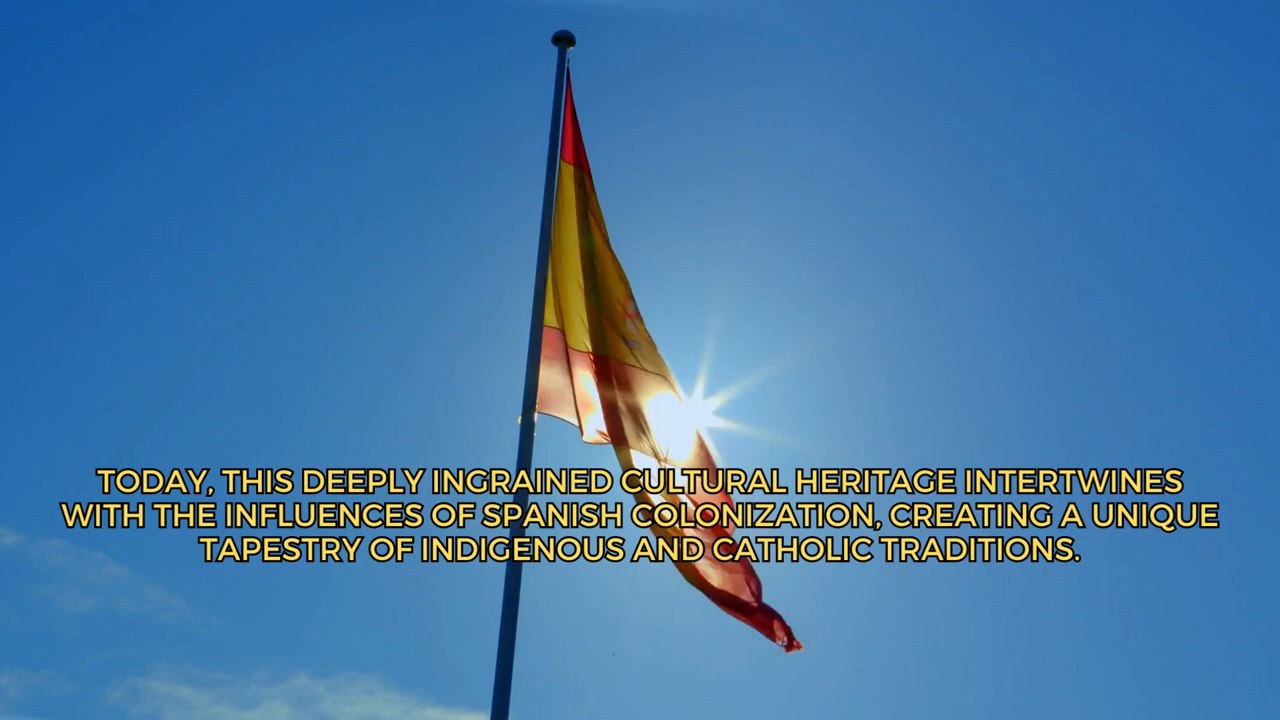 TODAY, THIS DEEPLY INGRAINED CULTURAL HERITAGE INTERTWINES
WITH THE INFLUENCES OF SPANISH COLONIZATION, CREATING A UNIQUE
TAPESTRY OF INDIGENOUS AND CATHOLIC TRADITIONS.